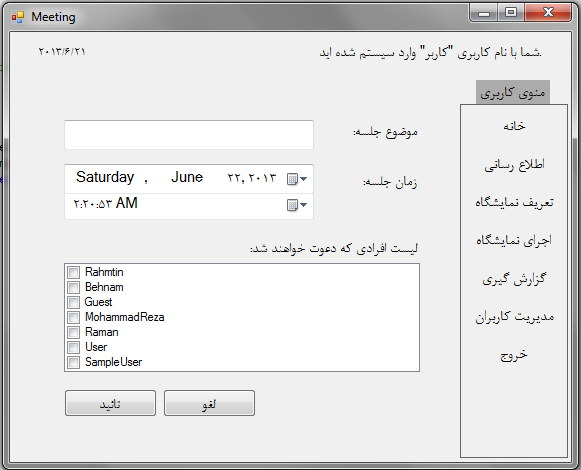 Meeting
شما با نام کاربری "کاربر" وارد سیستم شده اید.
۲۰۱۳/۶/۲۱
منوی کاربری
خانه
اطلاع رسانی
تعریف نمایشگاه
اجرای نمایشگاه
گزارش گیری
مدیریت کاربران
خروج
موضوع جلسه:
زمان جلسه:
Saturday , June ۲۲, ۲۰۱۳
۲:۲۰:۵۳ AM
لیست افرادی که دعوت خواهند شد:
Rahmtin
Behnam
Guest
MohammadReza
Raman
User
SampleUser
تائید
لغو